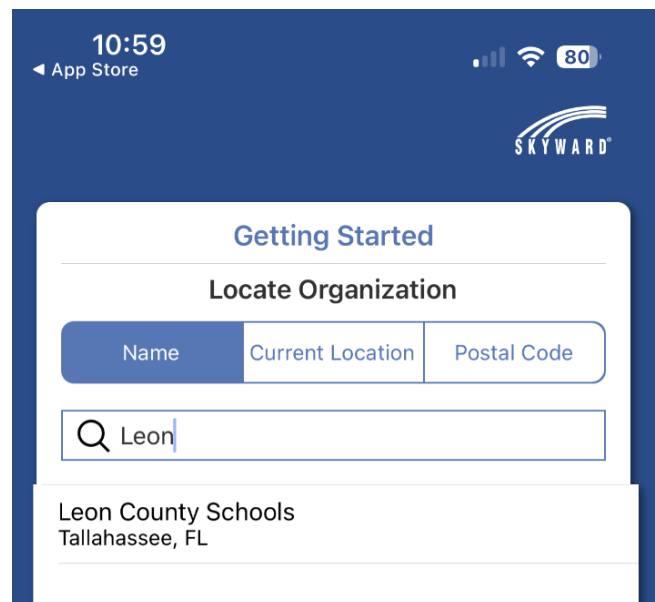 10:59
◀ App Store
80
SKYWARD®
Getting Started
Locate Organization
Name
Current Location
Postal Code
Leon
Leon County Schools
Tallahassee, FL